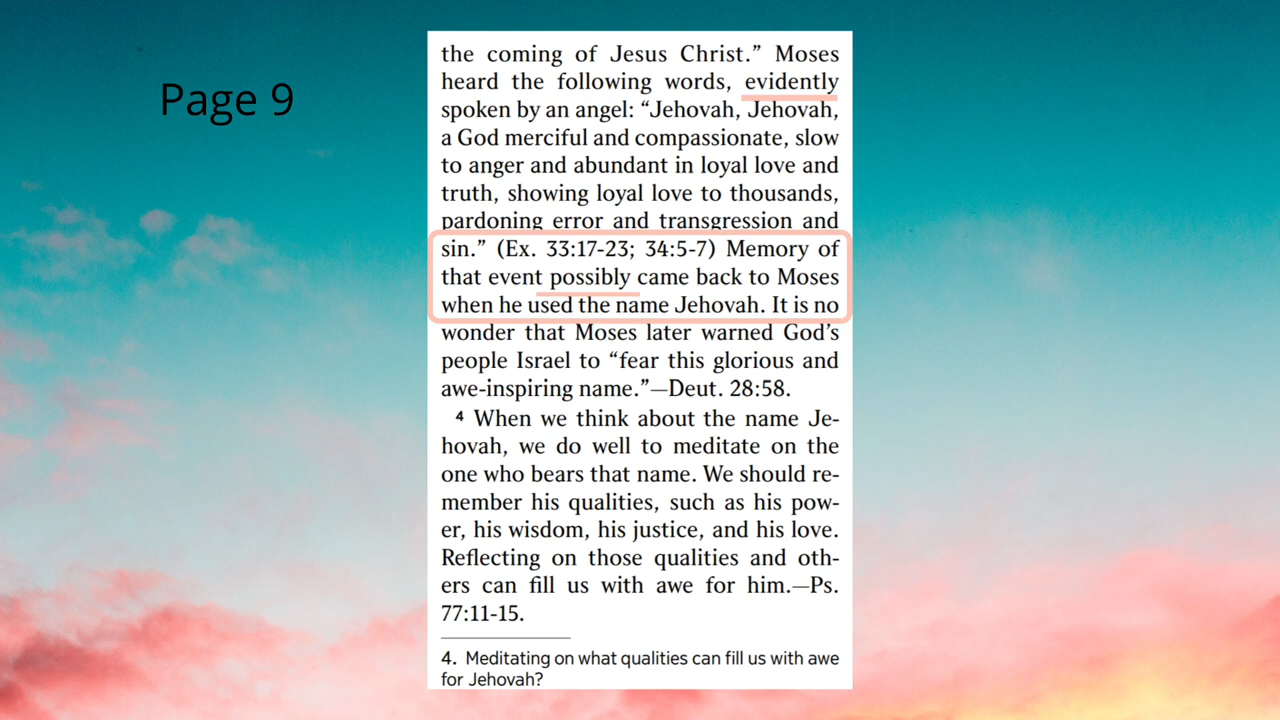 Page 9
the coming of Jesus Christ.” Moses
heard the following words, evidently
spoken by an angel: “Jehovah, Jehovah,
a God merciful and compassionate, slow
to anger and abundant in loyal love and
truth, showing loyal love to thousands,
pardoning error and transgression and
sin.” (Ex. 33:17-23; 34:5-7) Memory of
that event possibly came back to Moses
when he used the name Jehovah. It is no
wonder that Moses later warned God’s
people Israel to “fear this glorious and
awe-inspiring name.”—Deut. 28:58.
4 When we think about the name Je-
hovah, we do well to meditate on the
one who bears that name. We should re-
member his qualities, such as his pow-
er, his wisdom, his justice, and his love.
Reflecting on those qualities and oth-
ers can fill us with awe for him.—Ps.
77:11-15.
4. Meditating on what qualities can fill us with awe
for Jehovah?